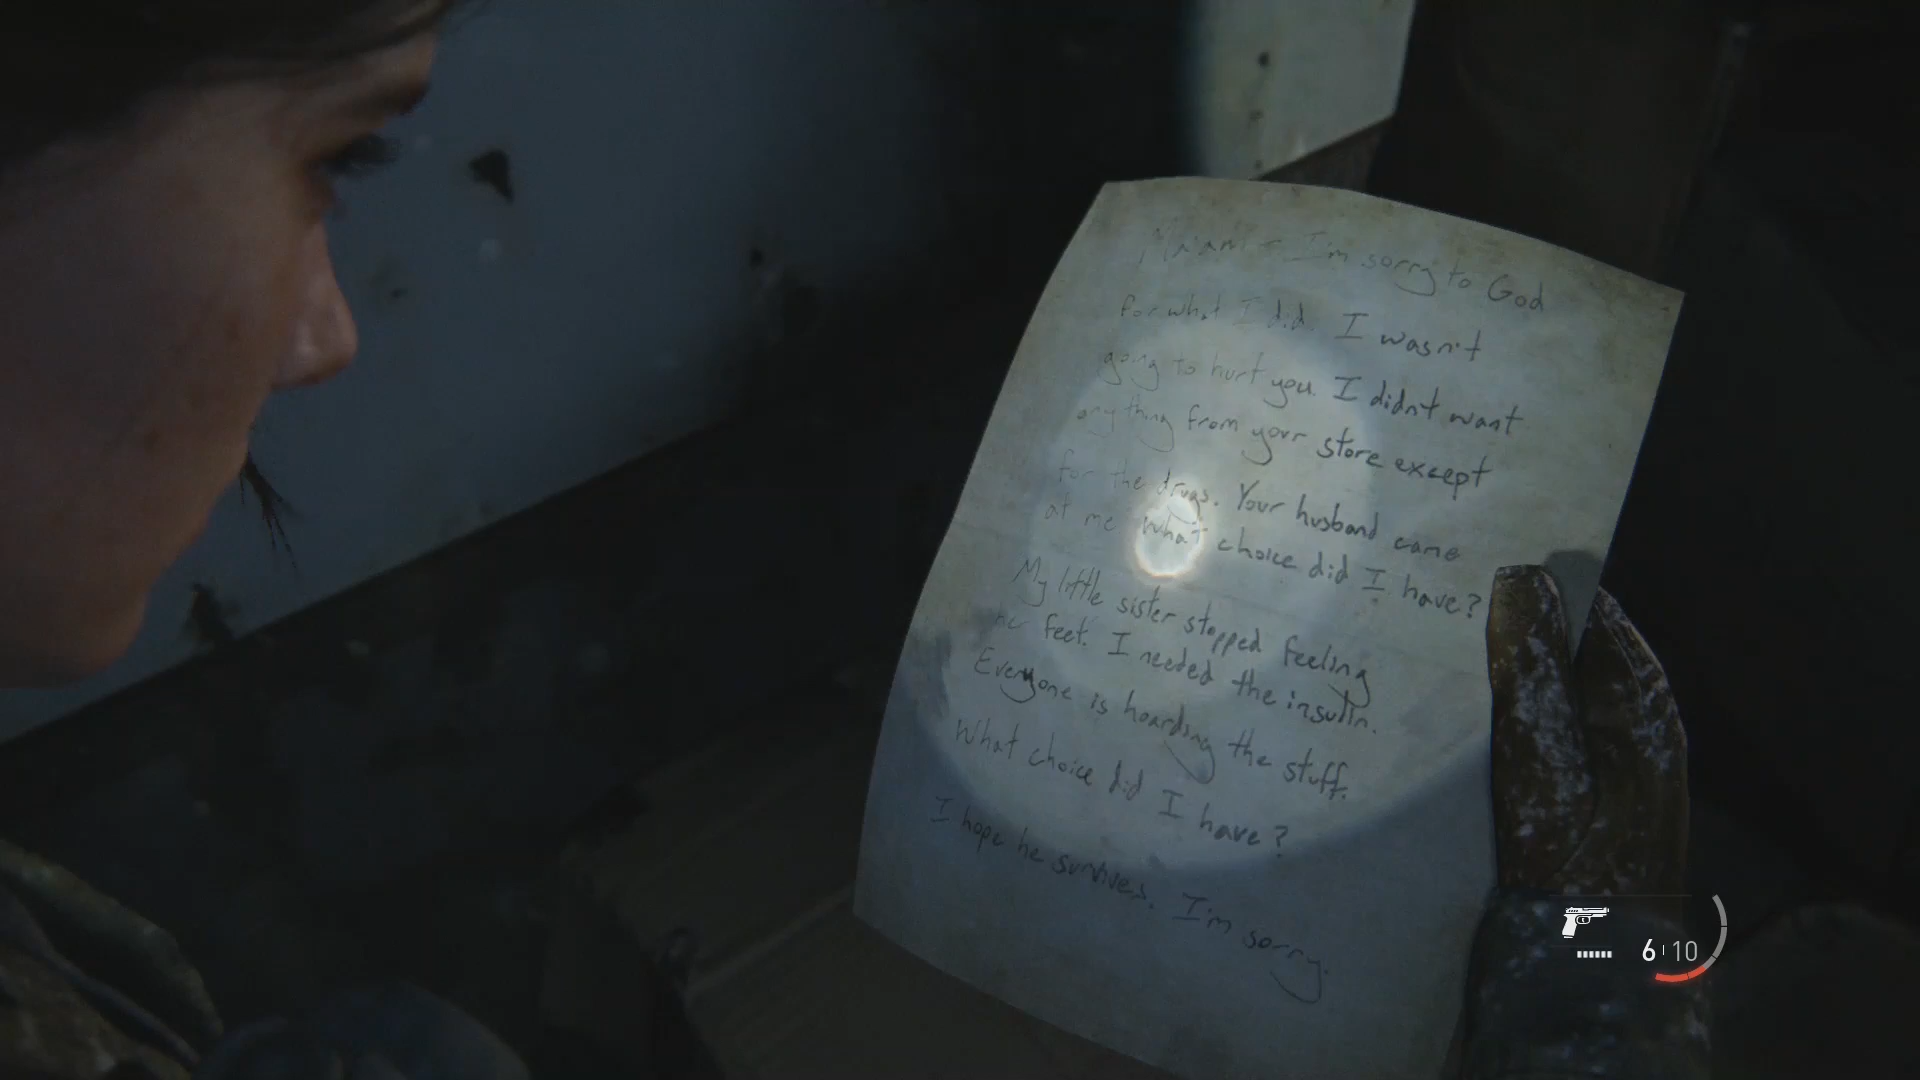 Ma'am - I'm sorry to God
for what I did. I wasn't
going to hurt you. I didn't want
anything from your store except
for the drugs. Your husband came
at me what choice did I have?
My little sister stopped feeling
her feet. I needed the insulin.
Everyone is hoarding the stuff.
What choice did I have?
I hope he survives. I'm sorry.
6 10